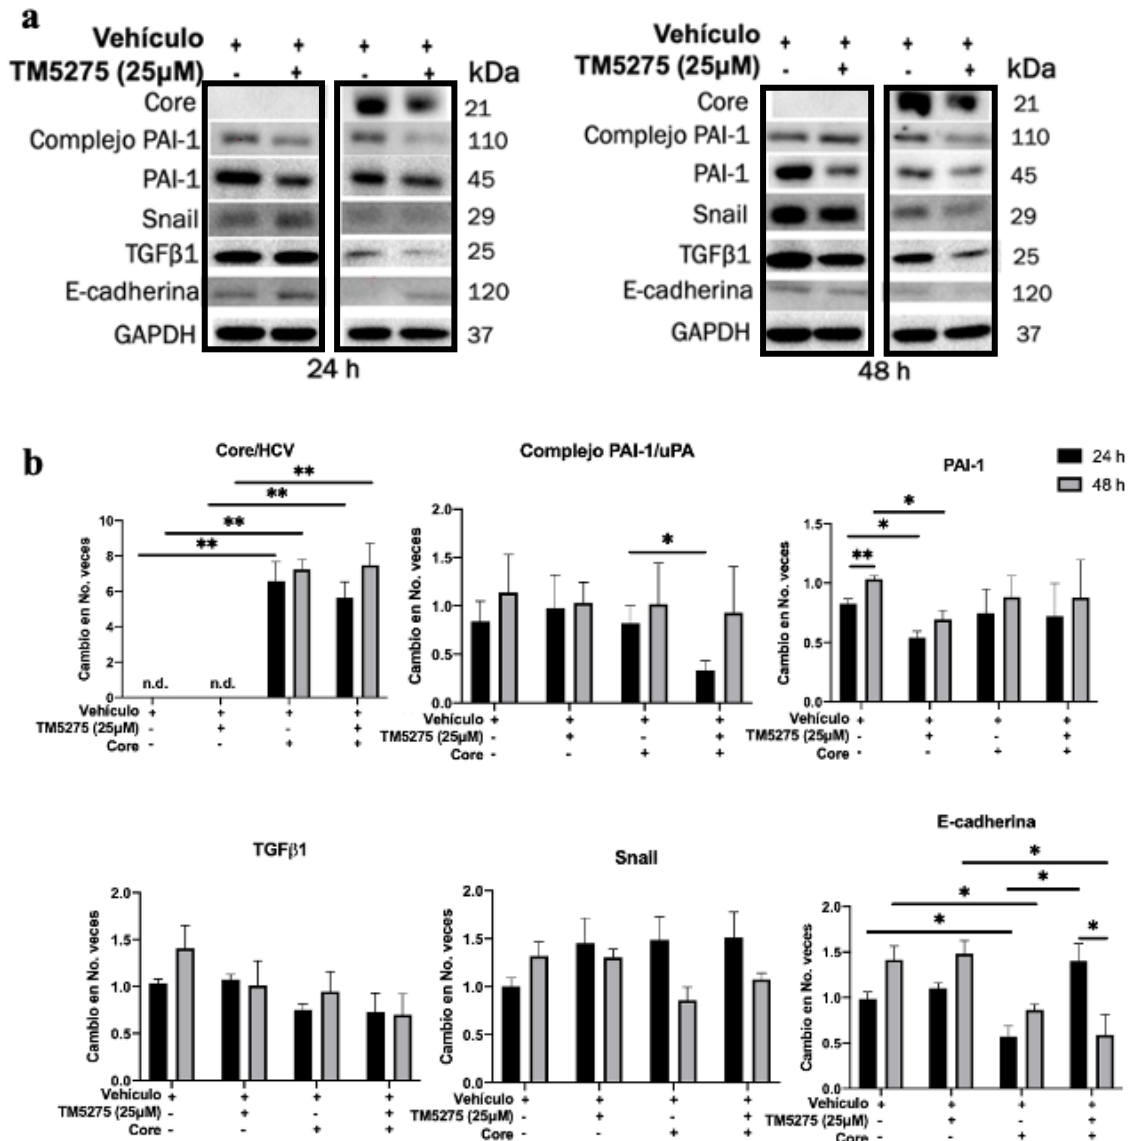 a
Vehículo + + + +
TM5275 (25µM) - + - + kDa
Core 21
Complejo PAI-1 110
PAI-1 45
Snail 29
TGFβ1 25
E-cadherina 120
GAPDH 37
24 h
Vehículo + + + +
TM5275 (25µM) - + - + kDa
Core 21
Complejo PAI-1 110
PAI-1 45
Snail 29
TGFβ1 25
E-cadherina 120
GAPDH 37
48 h
b
24 h
48 h
Core/HCV
** 
**
**
**
Cambio en No. veces
10
8
6
4
2
0
n.d. n.d.
Vehículo + + + +
TM5275 (25µM) - + - +
Core - - + +
Complejo PAI-1/uPA
*
Cambio en No. veces
2.0
1.5
1.0
0.5
0.0
Vehículo + + + +
TM5275 (25µM) - + - +
Core - - + +
PAI-1
*
*
**
Cambio en No. veces
1.5
1.0
0.5
0.0
Vehículo + + + +
TM5275 (25µM) - + - +
Core - - + +
TGFβ1
Cambio en No. veces
2.0
1.5
1.0
0.5
0.0
Vehículo + + + +
TM5275 (25µM) - + - +
Core - - + +
Snail
Cambio en No. veces
2.0
1.5
1.0
0.5
0.0
Vehículo + + + +
TM5275 (25µM) - + - +
Core - - + +
E-cadherina
*
*
*
*
*
Cambio en No. veces
2.0
1.5
1.0
0.5
0.0
Vehículo + + + +
TM5275 (25µM) - + - +
Core - - + +